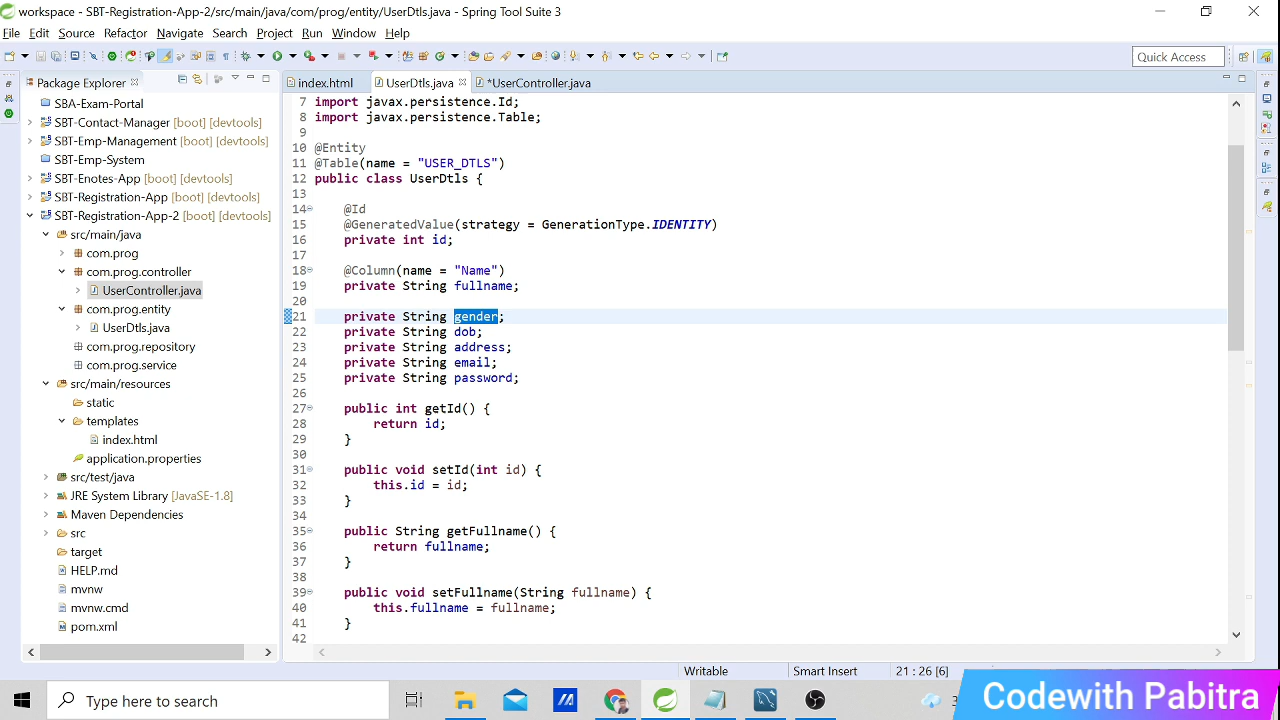 workspace - SBT-Registration-App-2/src/main/java/com/prog/entity/UserDtls.java - Spring Tool Suite 3
File Edit Source Refactor Navigate Search Project Run Window Help
Quick Access
Package Explorer
SBA-Exam-Portal
SBT-Contact-Manager [boot] [devtools]
SBT-Emp-Management [boot] [devtools]
SBT-Emp-System
SBT-Enotes-App [boot] [devtools]
SBT-Registration-App [boot] [devtools]
SBT-Registration-App-2 [boot] [devtools]
src/main/java
com.prog
com.prog.controller
UserController.java
com.prog.entity
UserDtls.java
com.prog.repository
com.prog.service
src/main/resources
static
templates
index.html
application.properties
src/test/java
JRE System Library [JavaSE-1.8]
Maven Dependencies
src
target
HELP.md
mvnw
mvnw.cmd
pom.xml
index.html UserDtls.java *UserController.java
7 import javax.persistence.Id;
8 import javax.persistence.Table;
9
10 @Entity
11 @Table(name = "USER_DTLS")
12 public class UserDtls {
13
14 @Id
15 @GeneratedValue(strategy = GenerationType.IDENTITY)
16 private int id;
17
18 @Column(name = "Name")
19 private String fullname;
20
21 private String gender;
22 private String dob;
23 private String address;
24 private String email;
25 private String password;
26
27 public int getId() {
28 return id;
29 }
30
31 public void setId(int id) {
32 this.id = id;
33 }
34
35 public String getFullname() {
36 return fullname;
37 }
38
39 public void setFullname(String fullname) {
40 this.fullname = fullname;
41 }
42
Writable Smart Insert 21 : 26 [6]
Type here to search
Codewith Pabitra